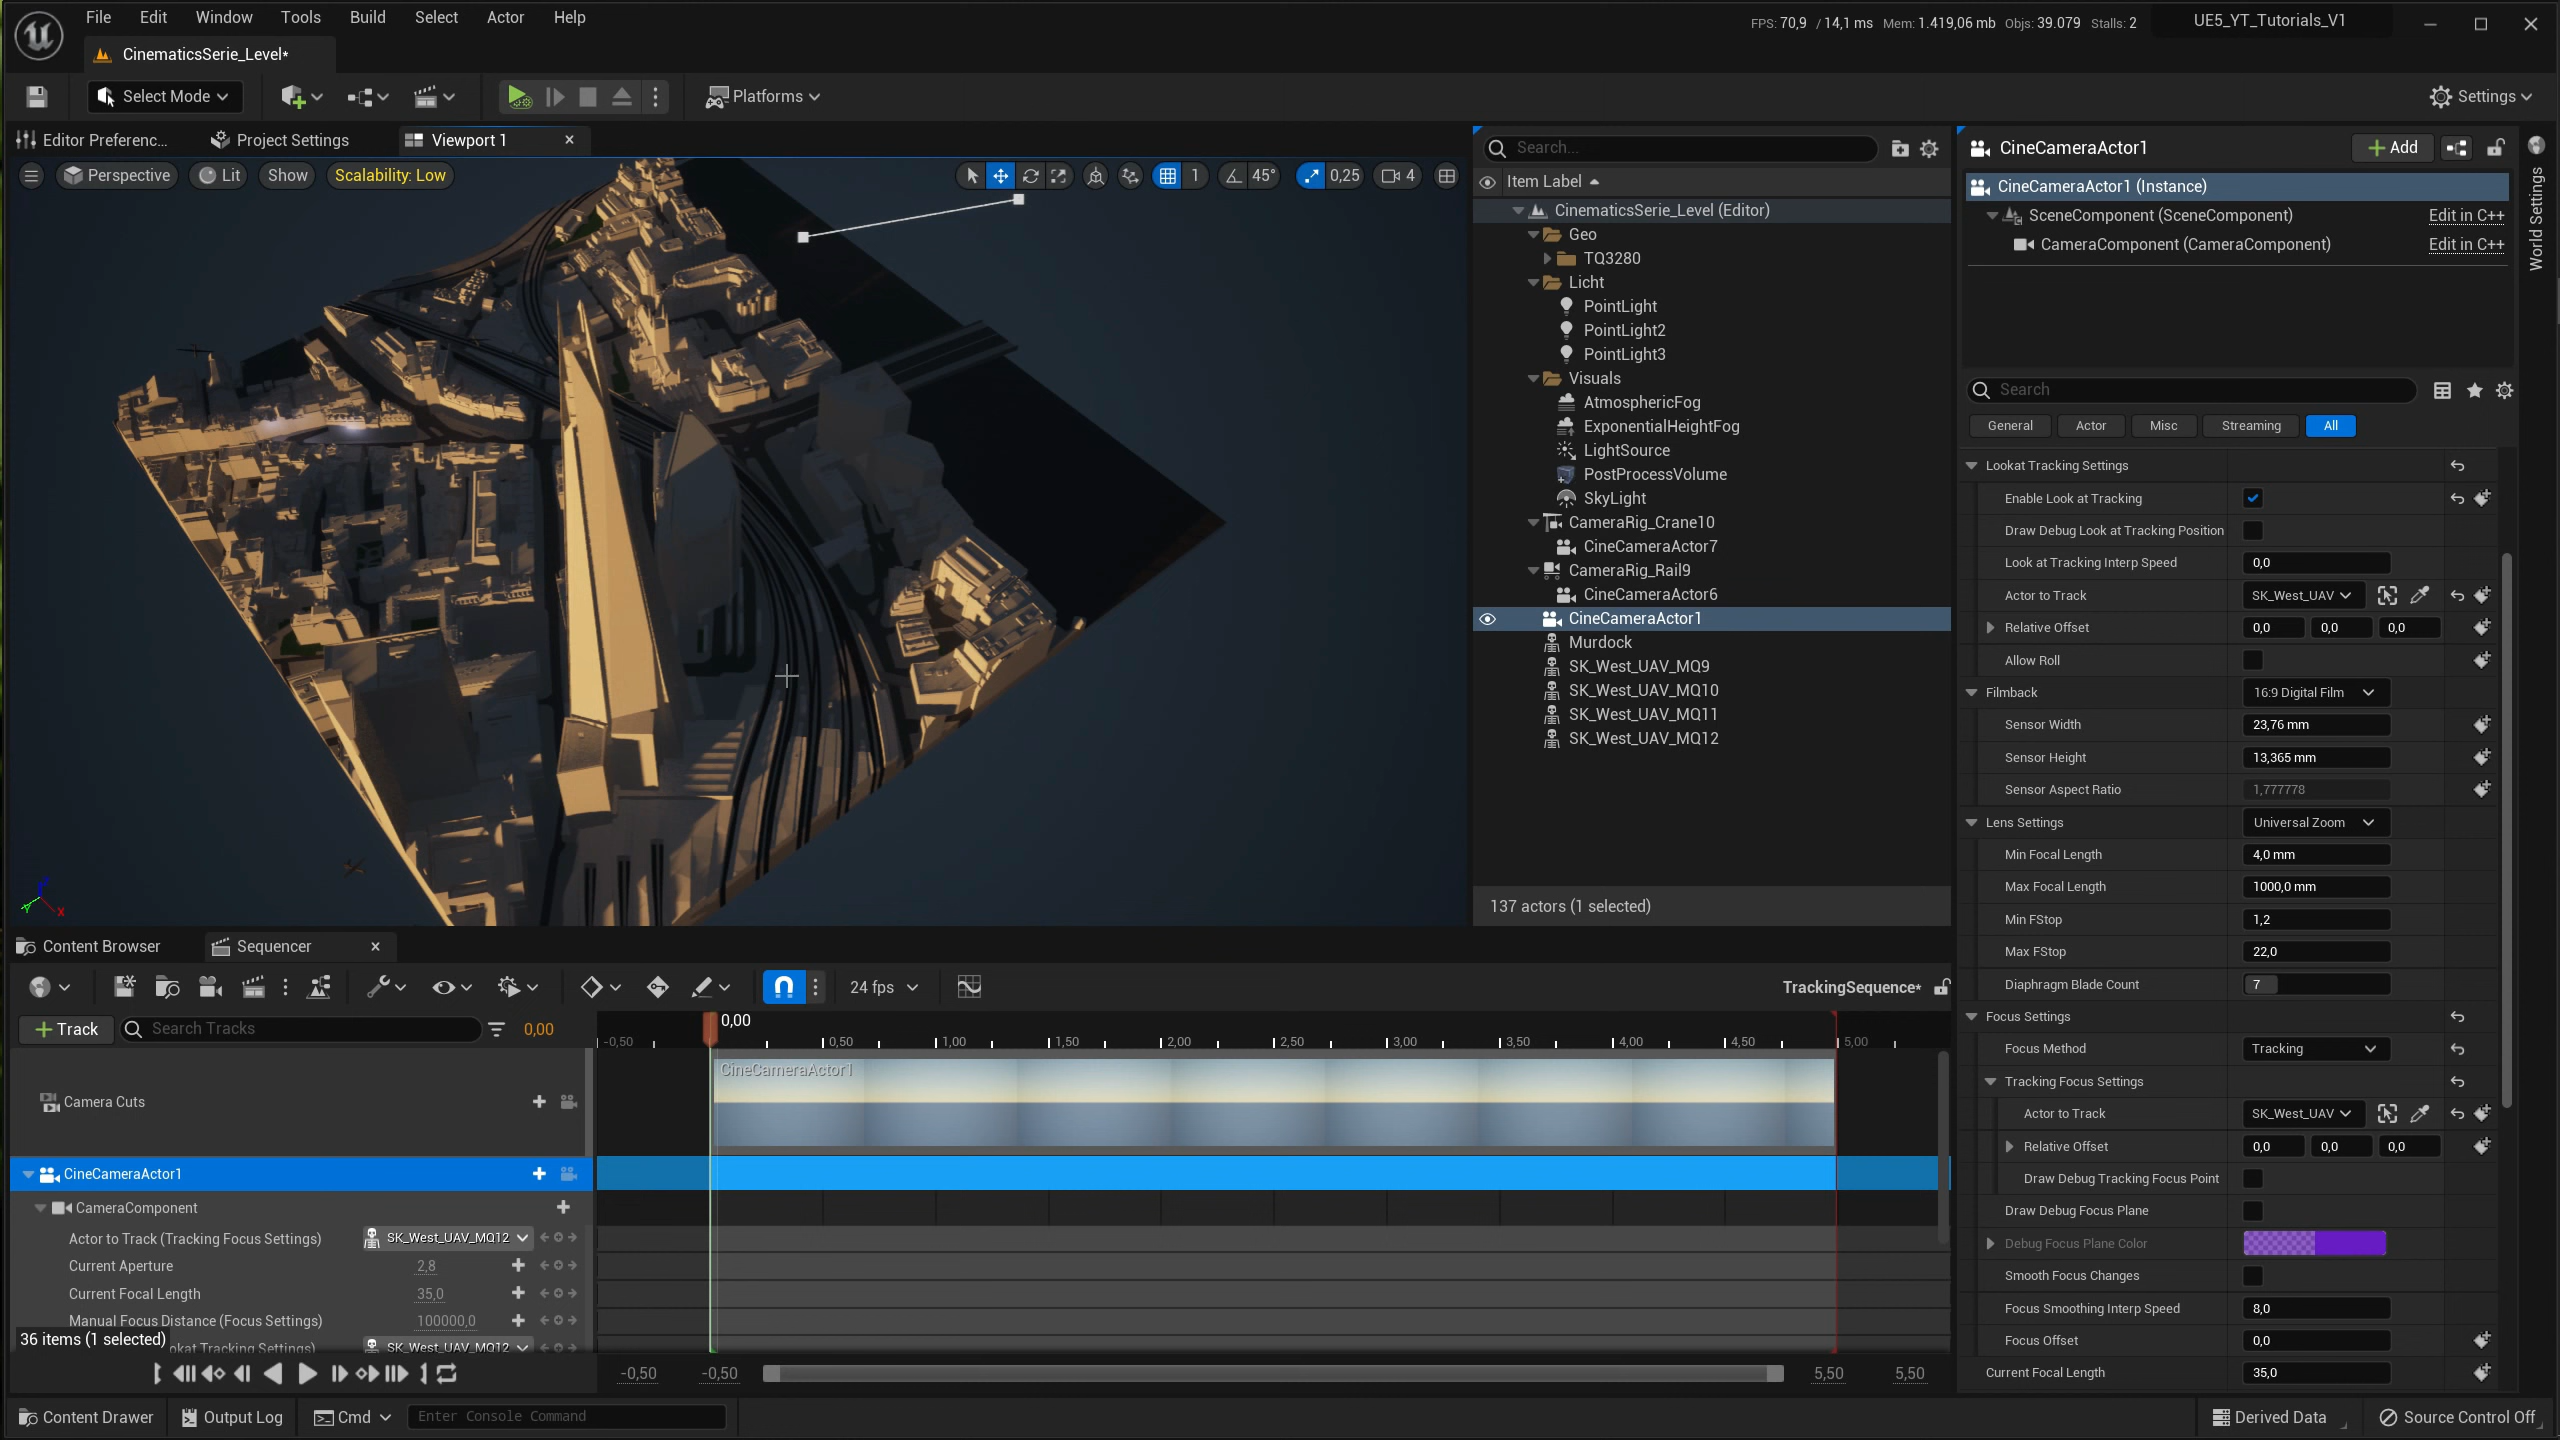 File Edit Window Tools Build Select Actor Help
FPS: 70,9 / 14,1 ms Mem: 1.419,06 mb Objs: 39.079 Stalls: 2
UE5_YT_Tutorials_V1
CinematicsSerie_Level*
Select Mode
Platforms
Settings
Editor Preferenc...
Project Settings
Viewport 1
Perspective
Lit
Show
Scalability: Low
1
45°
0,25
4
Search...
Item Label
CinematicsSerie_Level (Editor)
Geo
TQ3280
Licht
PointLight
PointLight2
PointLight3
Visuals
AtmosphericFog
ExponentialHeightFog
LightSource
PostProcessVolume
SkyLight
CameraRig_Crane10
CineCameraActor7
CameraRig_Rail9
CineCameraActor6
CineCameraActor1
Murdock
SK_West_UAV_MQ9
SK_West_UAV_MQ10
SK_West_UAV_MQ11
SK_West_UAV_MQ12
137 actors (1 selected)
CineCameraActor1
Add
CineCameraActor1 (Instance)
SceneComponent (SceneComponent) Edit in C++
CameraComponent (CameraComponent) Edit in C++
World Settings
Search
General Actor Misc Streaming All
Lookat Tracking Settings
Enable Look at Tracking
Draw Debug Look at Tracking Position
Look at Tracking Interp Speed 0,0
Actor to Track SK_West_UAV
Relative Offset 0,0 0,0 0,0
Allow Roll
Filmback 16:9 Digital Film
Sensor Width 23,76 mm
Sensor Height 13,365 mm
Sensor Aspect Ratio 1,777778
Lens Settings Universal Zoom
Min Focal Length 4,0 mm
Max Focal Length 1000,0 mm
Min FStop 1,2
Max FStop 22,0
Diaphragm Blade Count 7
Focus Settings
Focus Method Tracking
Tracking Focus Settings
Actor to Track SK_West_UAV
Relative Offset 0,0 0,0 0,0
Draw Debug Tracking Focus Point
Draw Debug Focus Plane
Debug Focus Plane Color
Smooth Focus Changes
Focus Smoothing Interp Speed 8,0
Focus Offset 0,0
Current Focal Length 35,0
Content Browser
Sequencer
24 fps
TrackingSequence*
Track
Search Tracks
0,00
0,00
-0,50 0,50 1,00 1,50 2,00 2,50 3,00 3,50 4,00 4,50 5,00
CineCameraActor1
Camera Cuts
CineCameraActor1
CameraComponent
Actor to Track (Tracking Focus Settings) SK_West_UAV_MQ12
Current Aperture 2,8
Current Focal Length 35,0
Manual Focus Distance (Focus Settings) 100000,0
36 items (1 selected)
okat Tracking Settings) SK_West_UAV_MQ12
-0,50 -0,50 5,50 5,50
Content Drawer
Output Log
Cmd
Enter Console Command
Derived Data
Source Control Off